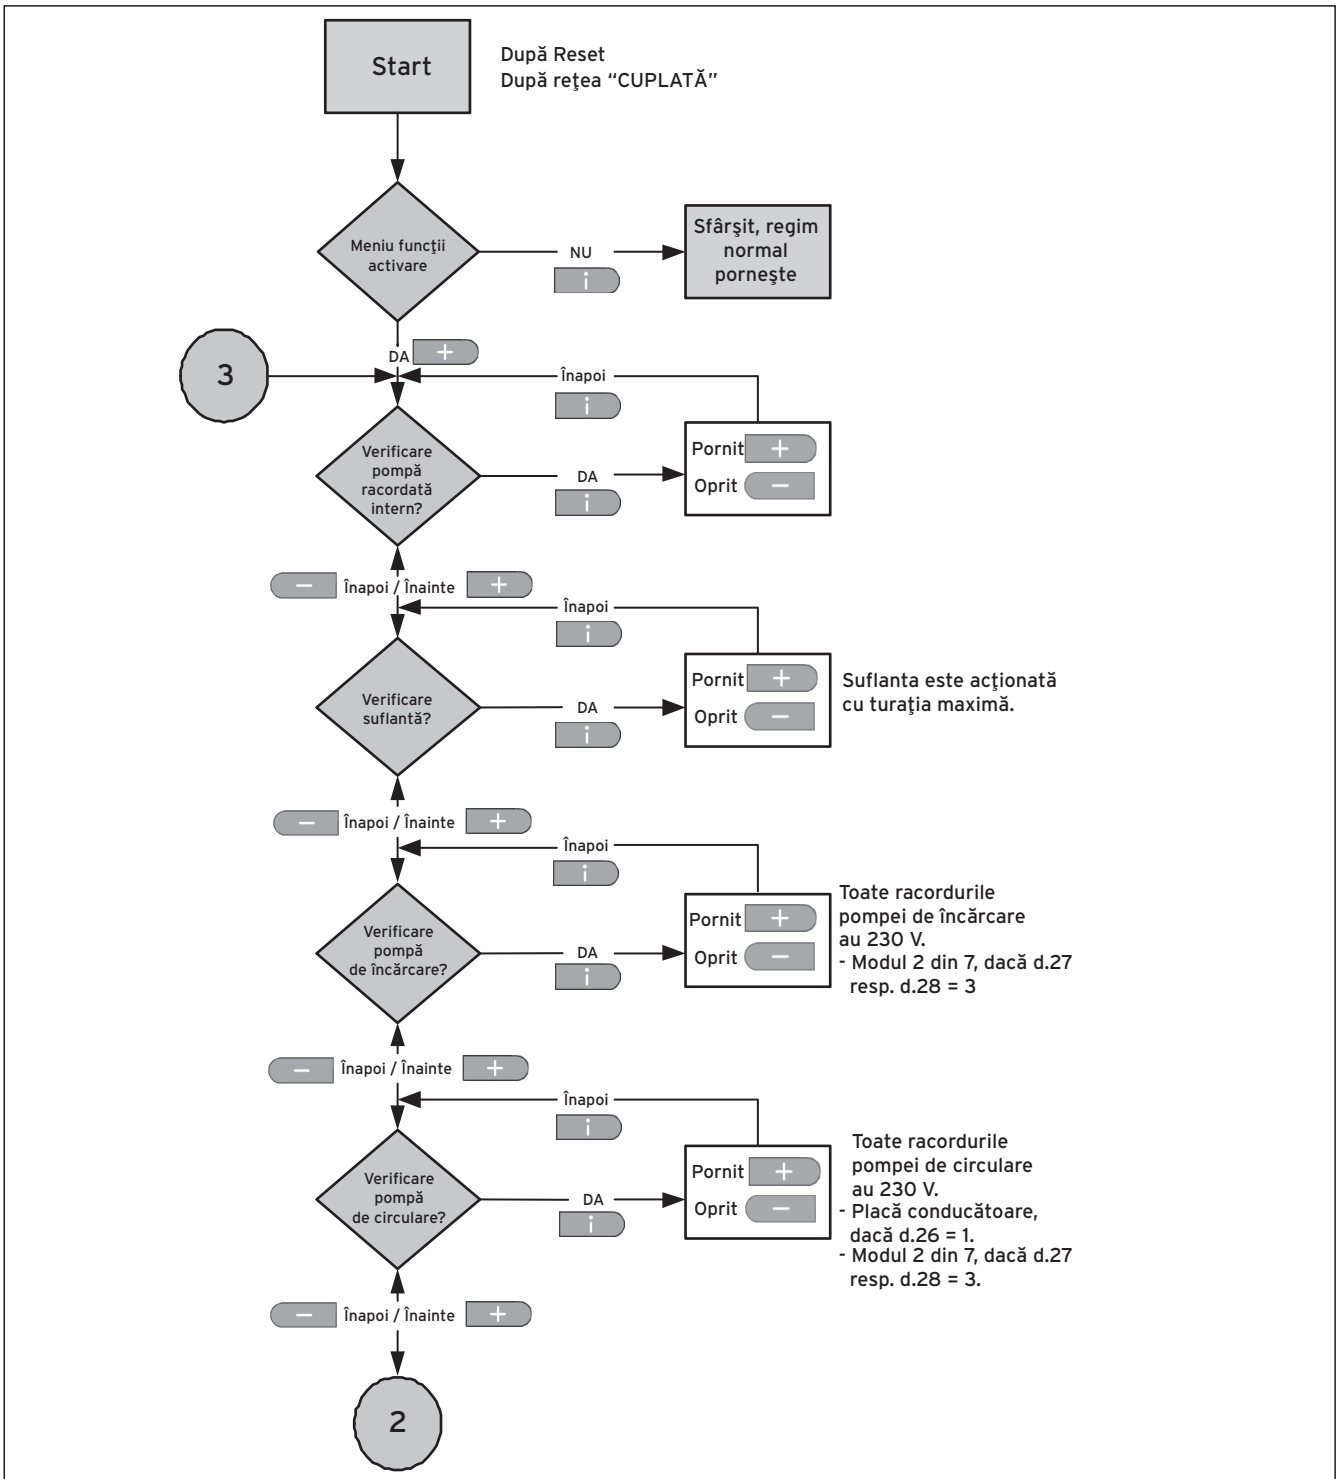 Start
După Reset
După reţea “CUPLATĂ”
Meniu funcţii
activare
NU
i
Sfârşit, regim
normal
porneşte
DA +
3
Înapoi
i
Verificare
pompă
racordată
intern?
DA
i
Pornit +
Oprit −
− Înapoi / Înainte +
Înapoi
i
Verificare
suflantă?
DA
i
Pornit +
Oprit −
Suflanta este acţionată
cu turaţia maximă.
− Înapoi / Înainte +
Înapoi
i
Verificare
pompă
de încărcare?
DA
i
Pornit +
Oprit −
Toate racordurile
pompei de încărcare
au 230 V.
- Modul 2 din 7, dacă d.27
resp. d.28 = 3
− Înapoi / Înainte +
Înapoi
i
Verificare
pompă
de circulare?
DA
i
Pornit +
Oprit −
Toate racordurile
pompei de circulare
au 230 V.
- Placă conducătoare,
dacă d.26 = 1.
- Modul 2 din 7, dacă d.27
resp. d.28 = 3.
− Înapoi / Înainte +
2